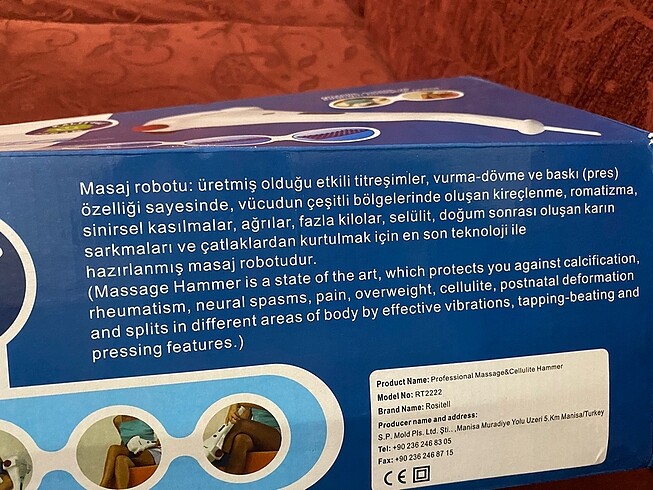 Masaj robotu: üretmiş olduğu etkili titreşimler, vurma-dövme ve baskı (pres)
özelliği sayesinde, vücudun çeşitli bölgelerinde oluşan kireçlenme, romatizma,
sinirsel kasılmalar, ağrılar, fazla kilolar, selülit, doğum sonrası oluşan karın
sarkmaları ve çatlaklardan kurtulmak için en son teknoloji ile
hazırlanmış masaj robotudur.
(Massage Hammer is a state of the art, which protects you against calcification,
rheumatism, neural spasms, pain, overweight, cellulite, postnatal deformation
and splits in different areas of body by effective vibrations, tapping-beating and
pressing features.)
Product Name: Professional Massage&Cellulite Hammer
Model No: RT2222
Brand Name: Rositell
Producer name and address:
S.P. Mold Pls. Ltd. Şti.. ,Manisa Muradiye Yolu Uzeri 5.Km Manisa/Turkey
Tel: +90 236 246 83 05
Fax: +90 236 246 87 15
CE